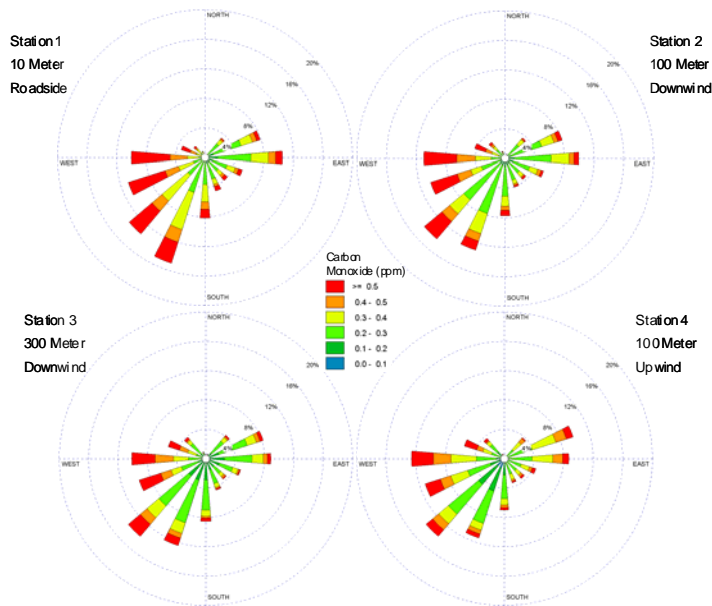 Station 1
10 Meter
Roadside
NORTH
20%
16%
12%
8%
4%
WEST
EAST
SOUTH
Station 2
100 Meter
Downwind
NORTH
20%
16%
12%
8%
4%
WEST
EAST
SOUTH
Carbon
Monoxide (ppm)
>= 0.5
0.4 - 0.5
0.3 - 0.4
0.2 - 0.3
0.1 - 0.2
0.0 - 0.1
Station 3
300 Meter
Downwind
NORTH
20%
16%
12%
8%
4%
WEST
EAST
SOUTH
Station 4
100 Meter
Upwind
NORTH
20%
16%
12%
8%
4%
WEST
EAST
SOUTH